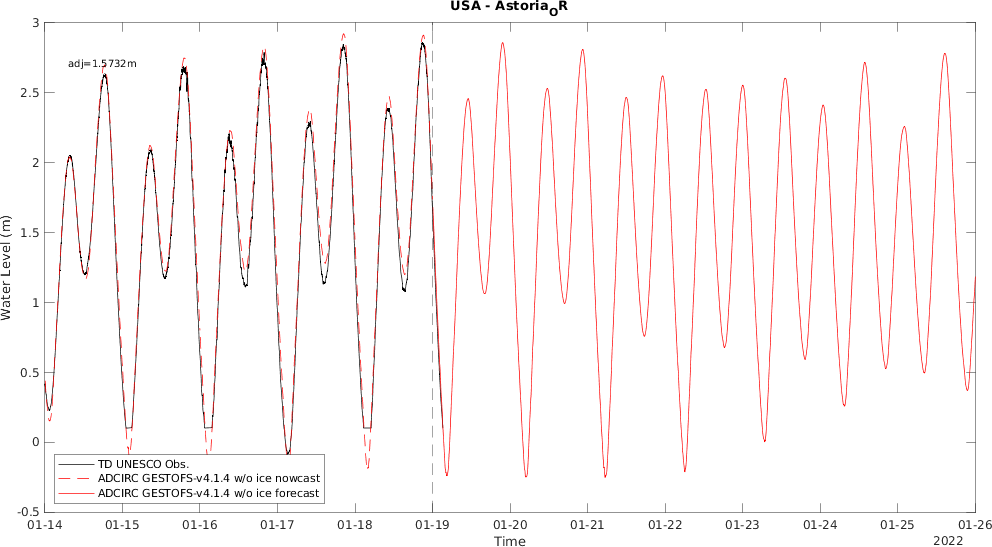 USA - AstoriaOR
adj=1.5732m
3
2.5
2
1.5
1
0.5
0
-0.5
Water Level (m)
TD UNESCO Obs.
ADCIRC GESTOFS-v4.1.4 w/o ice nowcast
ADCIRC GESTOFS-v4.1.4 w/o ice forecast
01-14 01-15 01-16 01-17 01-18 01-19 01-20 01-21 01-22 01-23 01-24 01-25 01-26
Time
2022